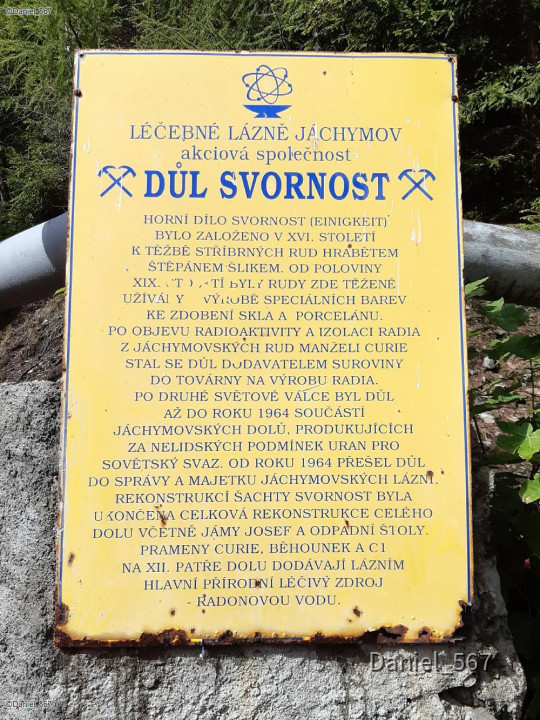 ©Daniel_567
©Daniel_567
LÉČEBNÉ LÁZNĚ JÁCHYMOV
akciová společnost
DŮL SVORNOST
HORNÍ DÍLO SVORNOST (EINIGKEIT)
BYLO ZALOŽENO V XVI. STOLETÍ
K TĚŽBĚ STŘÍBRNÝCH RUD HRABĚTEM
ŠTĚPÁNEM ŠLIKEM. OD POLOVINY
XIX. BYLY RUDY ZDE TĚŽENÉ
UŽÍVÁ Y SPECIÁLNÍCH BAREV
KE ZDOBENÍ SKLA A PORCELÁNU.
PO OBJEVU RADIOAKTIVITY A IZOLACI RADIA
Z JÁCHYMOVSKÝCH RUD MANŽELI CURIE
STAL SE DŮL DODAVATELEM SUROVINY
DO TOVÁRNY NA VÝROBU RADIA.
PO DRUHÉ SVĚTOVÉ VÁLCE BYL DŮL
AŽ DO ROKU 1964 SOUČÁSTÍ
JÁCHYMOVSKÝCH DOLŮ, PRODUKUJÍCÍCH
ZA NELIDSKÝCH PODMÍNEK URAN PRO
SOVĚTSKÝ SVAZ. OD ROKU 1964 PŘEŠEL DŮL
DO SPRÁVY A MAJETKU JÁCHYMOVSKÝCH LÁZNÍ.
REKONSTRUKCÍ ŠACHTY SVORNOST BYLA
UKONČENA CELKOVÁ REKONSTRUKCE CELÉHO
DOLU VČETNĚ JÁMY JOSEF A ODPADNÍ ŠTOLY.
PRAMENY CURIE, BĚHOUNEK A C1
NA XII. PATŘE DOLU DODÁVAJÍ LÁZNÍM
HLAVNÍ PŘÍRODNÍ LÉČIVÝ ZDROJ
- RADONOVOU VODU.
Daniel_567
©Daniel_567
©Daniel_567